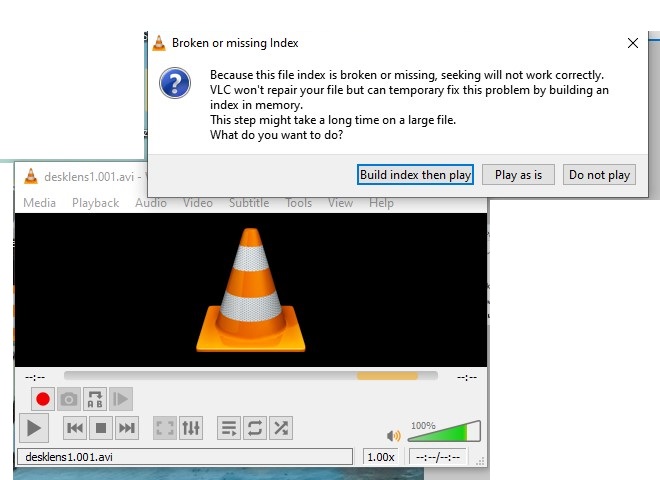 Broken or missing Index
Because this file index is broken or missing, seeking will not work correctly.
VLC won't repair your file but can temporary fix this problem by building an
index in memory.
This step might take a long time on a large file.
What do you want to do?
Build index then play Play as is Do not play
desklens1.001.avi -
Media Playback Audio Video Subtitle Tools View Help
--:-- --:--
A B
100%
desklens1.001.avi 1.00x --:--/--:--